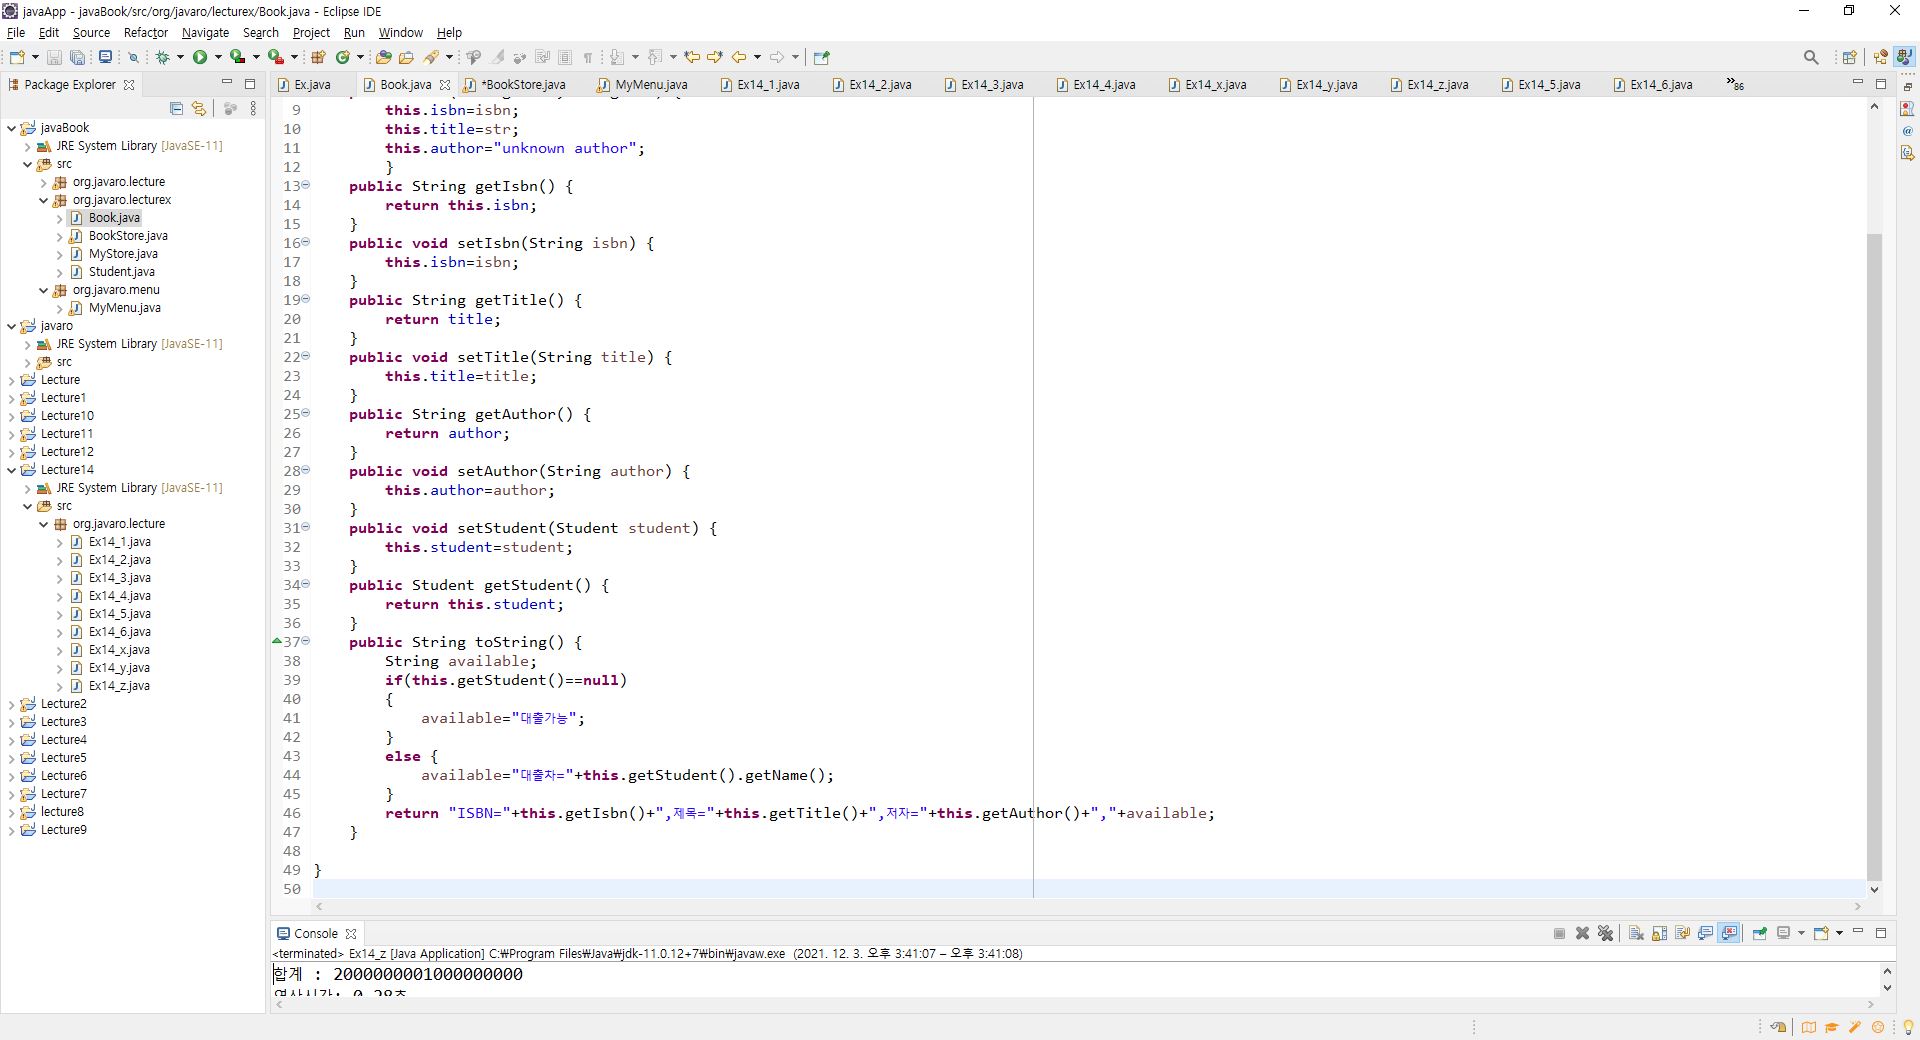 javaApp - javaBook/src/org/javaro/lecturex/Book.java - Eclipse IDE
File Edit Source Refactor Navigate Search Project Run Window Help
Package Explorer
Ex.java Book.java *BookStore.java MyMenu.java Ex14_1.java Ex14_2.java Ex14_3.java Ex14_4.java Ex14_x.java Ex14_y.java Ex14_z.java Ex14_5.java Ex14_6.java »86
javaBook
JRE System Library [JavaSE-11]
src
org.javaro.lecture
org.javaro.lecturex
Book.java
BookStore.java
MyStore.java
Student.java
org.javaro.menu
MyMenu.java
javaro
JRE System Library [JavaSE-11]
src
Lecture
Lecture1
Lecture10
Lecture11
Lecture12
Lecture14
JRE System Library [JavaSE-11]
src
org.javaro.lecture
Ex14_1.java
Ex14_2.java
Ex14_3.java
Ex14_4.java
Ex14_5.java
Ex14_6.java
Ex14_x.java
Ex14_y.java
Ex14_z.java
Lecture2
Lecture3
Lecture4
Lecture5
Lecture6
Lecture7
lecture8
Lecture9
9 this.isbn=isbn;
10 this.title=str;
11 this.author="unknown author";
12 }
13 public String getIsbn() {
14 return this.isbn;
15 }
16 public void setIsbn(String isbn) {
17 this.isbn=isbn;
18 }
19 public String getTitle() {
20 return title;
21 }
22 public void setTitle(String title) {
23 this.title=title;
24 }
25 public String getAuthor() {
26 return author;
27 }
28 public void setAuthor(String author) {
29 this.author=author;
30 }
31 public void setStudent(Student student) {
32 this.student=student;
33 }
34 public Student getStudent() {
35 return this.student;
36 }
37 public String toString() {
38 String available;
39 if(this.getStudent()==null)
40 {
41 available="대출가능";
42 }
43 else {
44 available="대출차="+this.getStudent().getName();
45 }
46 return "ISBN="+this.getIsbn()+",제목="+this.getTitle()+",저자="+this.getAuthor()+","+available;
47 }
48
49 }
50
Console
<terminated> Ex14_z [Java Application] C:₩Program Files₩Java₩jdk-11.0.12+7₩bin₩javaw.exe (2021. 12. 3. 오후 3:41:07 – 오후 3:41:08)
합계 : 2000000001000000000
연산시간: 0.28초